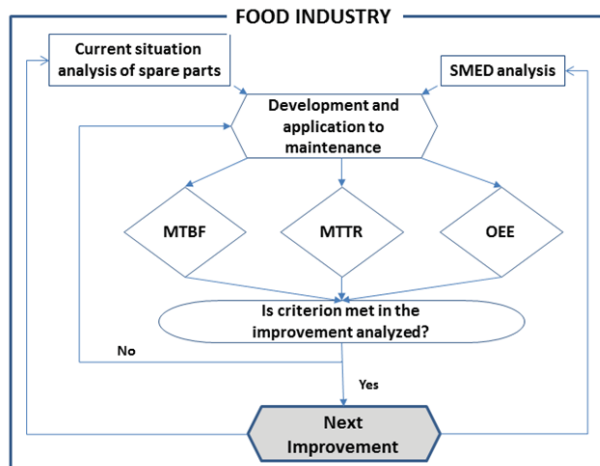 FOOD INDUSTRY
Current situation
analysis of spare parts
SMED analysis
Development and
application to
maintenance
MTBF
MTTR
OEE
Is criterion met in the
improvement analyzed?
No
Yes
Next
Improvement